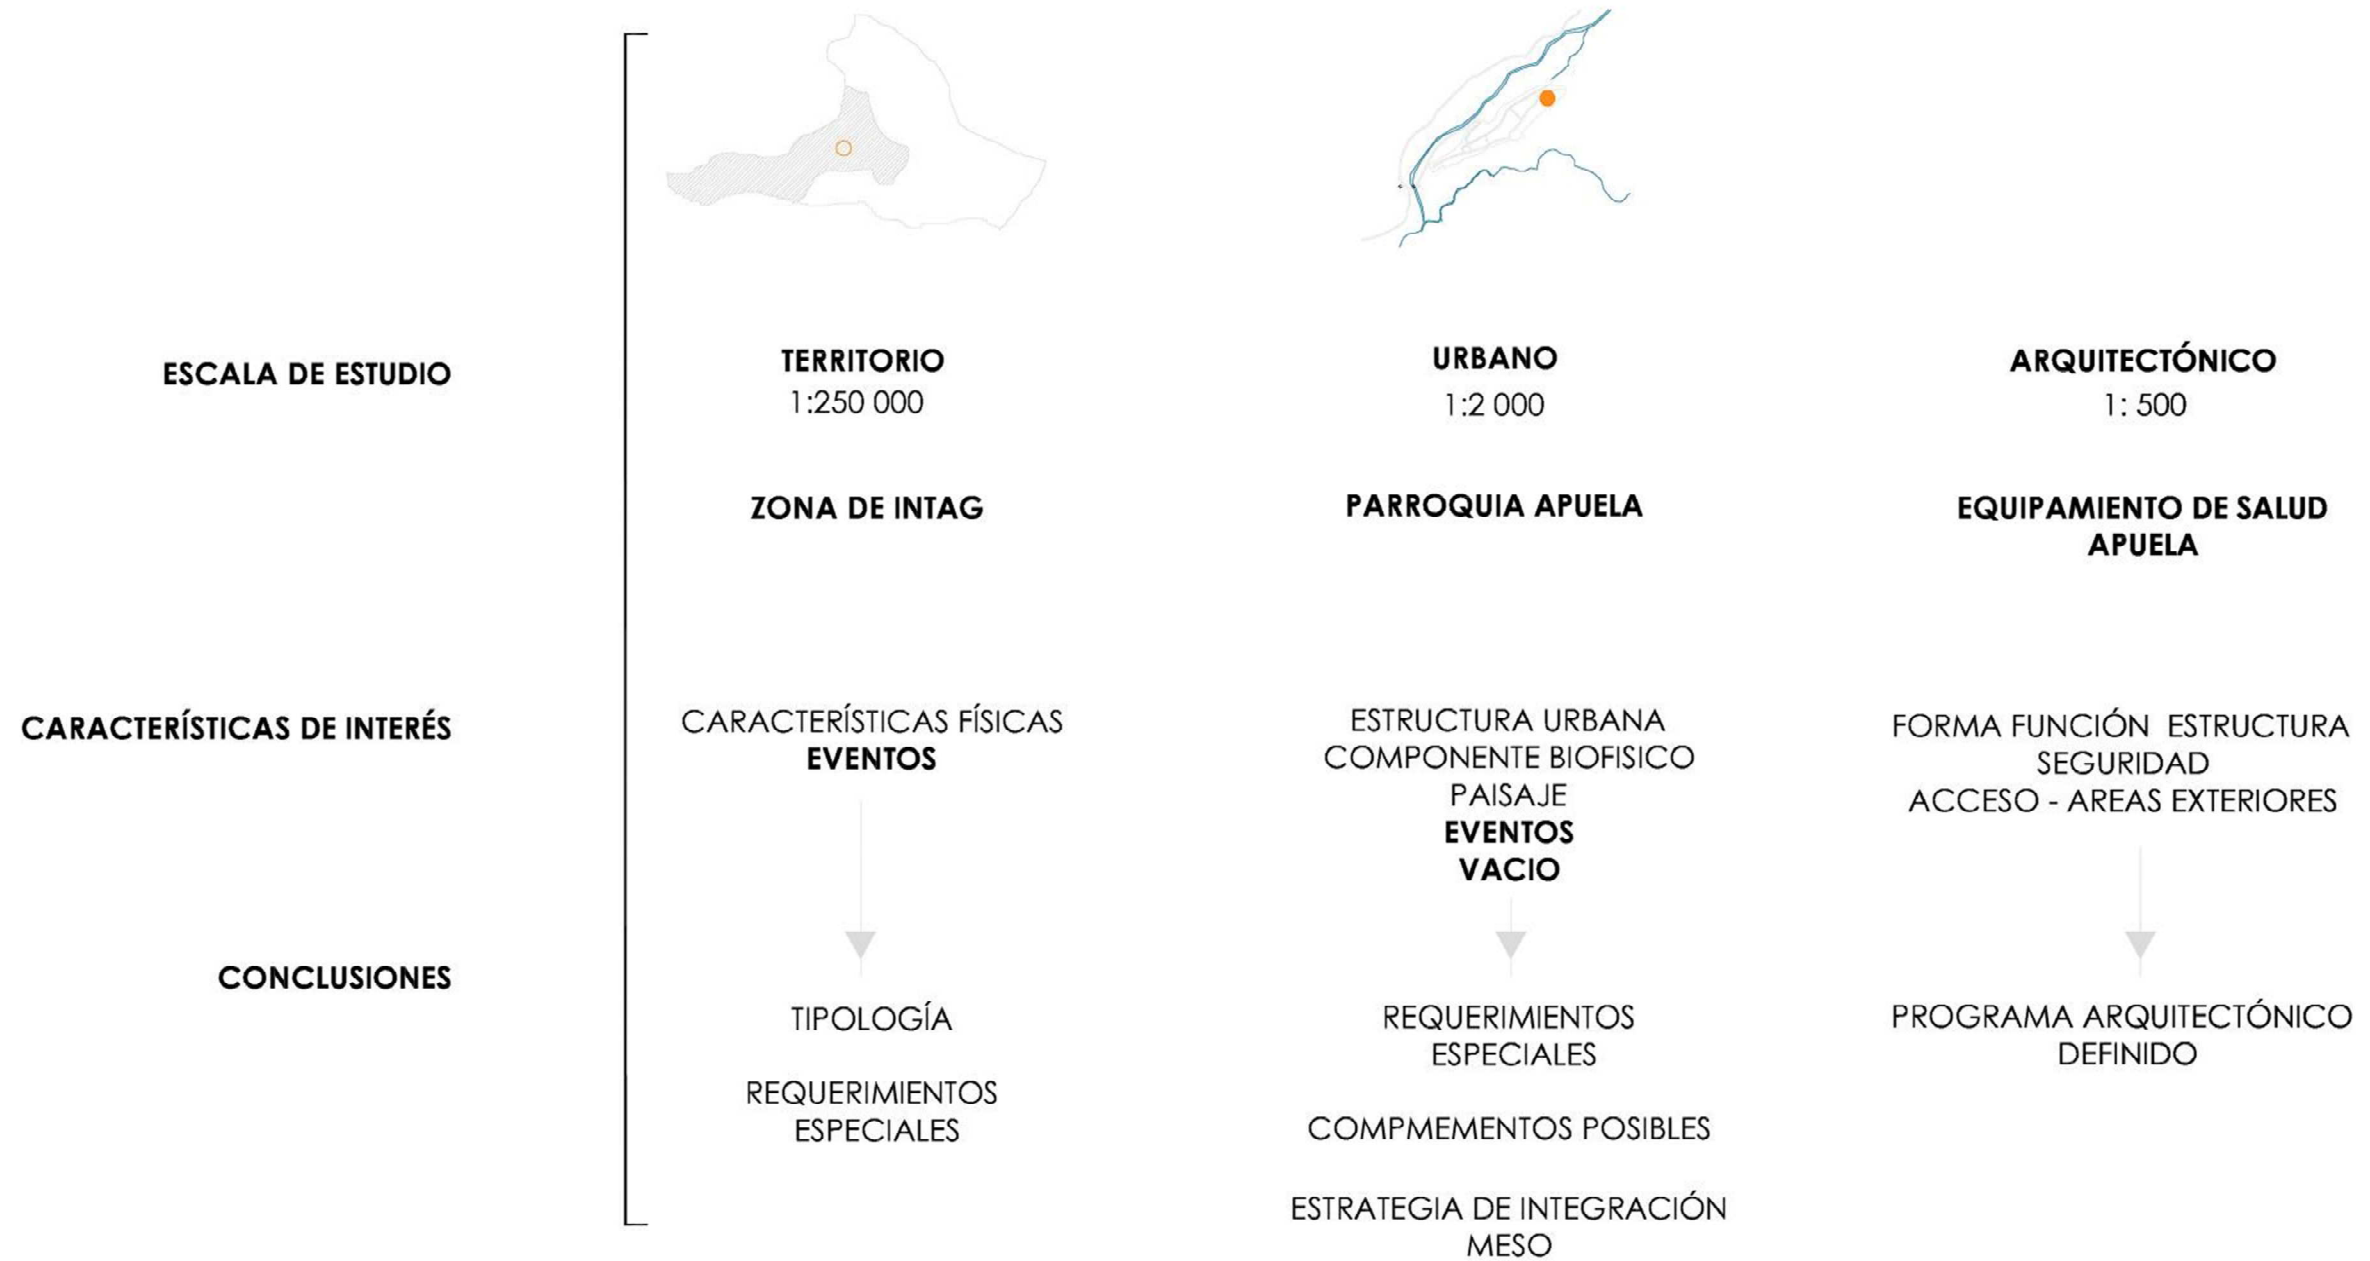 ESCALA DE ESTUDIO
TERRITORIO
1:250 000
URBANO
1:2 000
ARQUITECTÓNICO
1: 500
ZONA DE INTAG
PARROQUIA APUELA
EQUIPAMIENTO DE SALUD
APUELA
CARACTERÍSTICAS DE INTERÉS
CARACTERÍSTICAS FÍSICAS
EVENTOS
ESTRUCTURA URBANA
COMPONENTE BIOFISICO
PAISAJE
EVENTOS
VACIO
FORMA FUNCIÓN ESTRUCTURA
SEGURIDAD
ACCESO - AREAS EXTERIORES
CONCLUSIONES
TIPOLOGÍA
REQUERIMIENTOS
ESPECIALES
REQUERIMIENTOS
ESPECIALES
COMPMEMENTOS POSIBLES
ESTRATEGIA DE INTEGRACIÓN
MESO
PROGRAMA ARQUITECTÓNICO
DEFINIDO